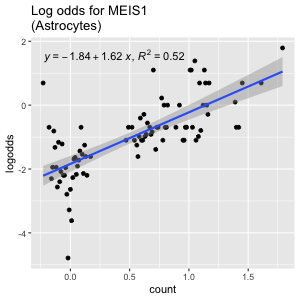 Log odds for MEIS1
(Astrocytes)
y = −1.84 + 1.62 x, R² = 0.52
2
0
-2
-4
logodds
0.0 0.5 1.0 1.5
count